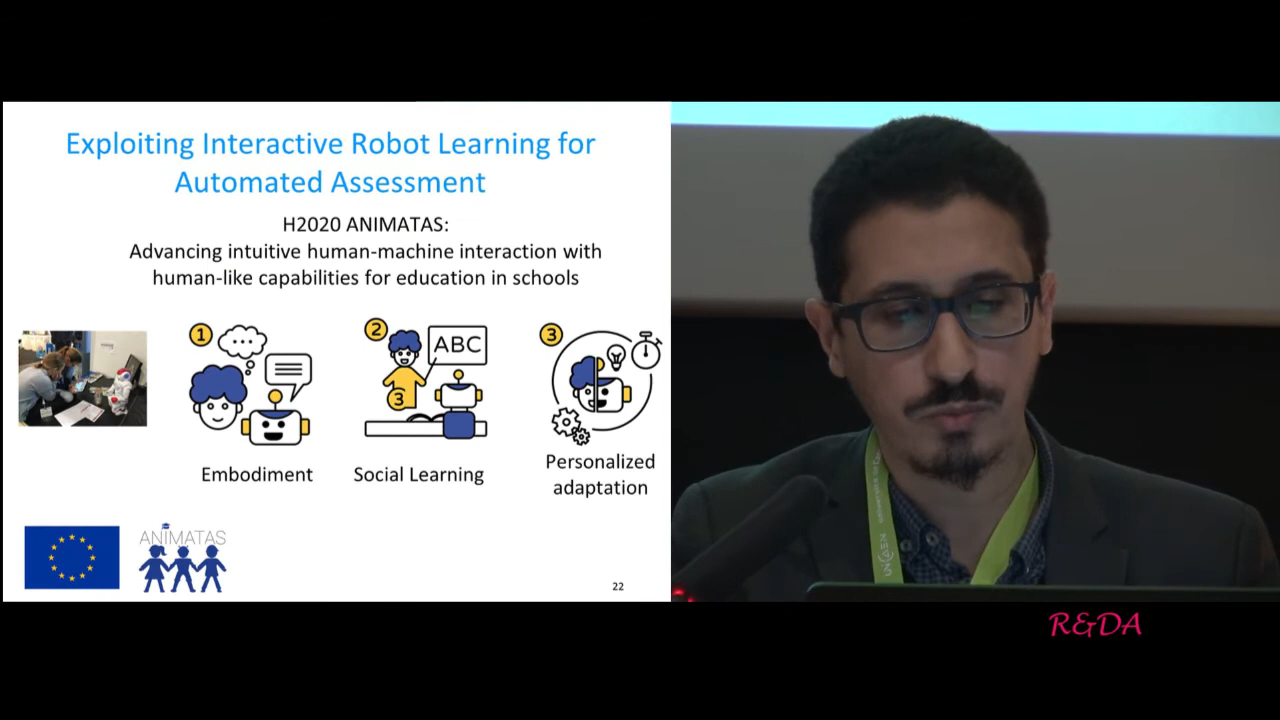 Exploiting Interactive Robot Learning for
Automated Assessment
H2020 ANIMATAS:
Advancing intuitive human-machine interaction with
human-like capabilities for education in schools
1
2
ABC
3
3
Embodiment
Social Learning
Personalized
adaptation
ANIMATAS
22
R&DA